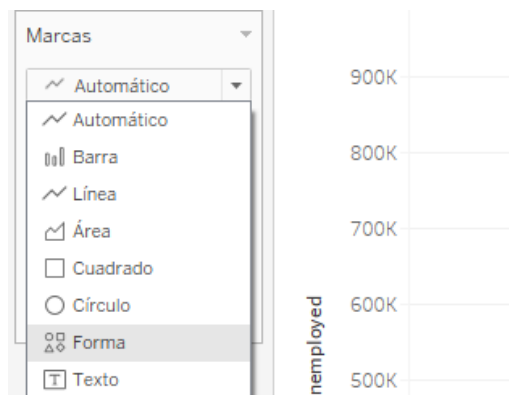 Marcas
Automático
Automático
Barra
Línea
Área
Cuadrado
Círculo
Forma
Texto
900K
800K
700K
600K
500K
nemployed